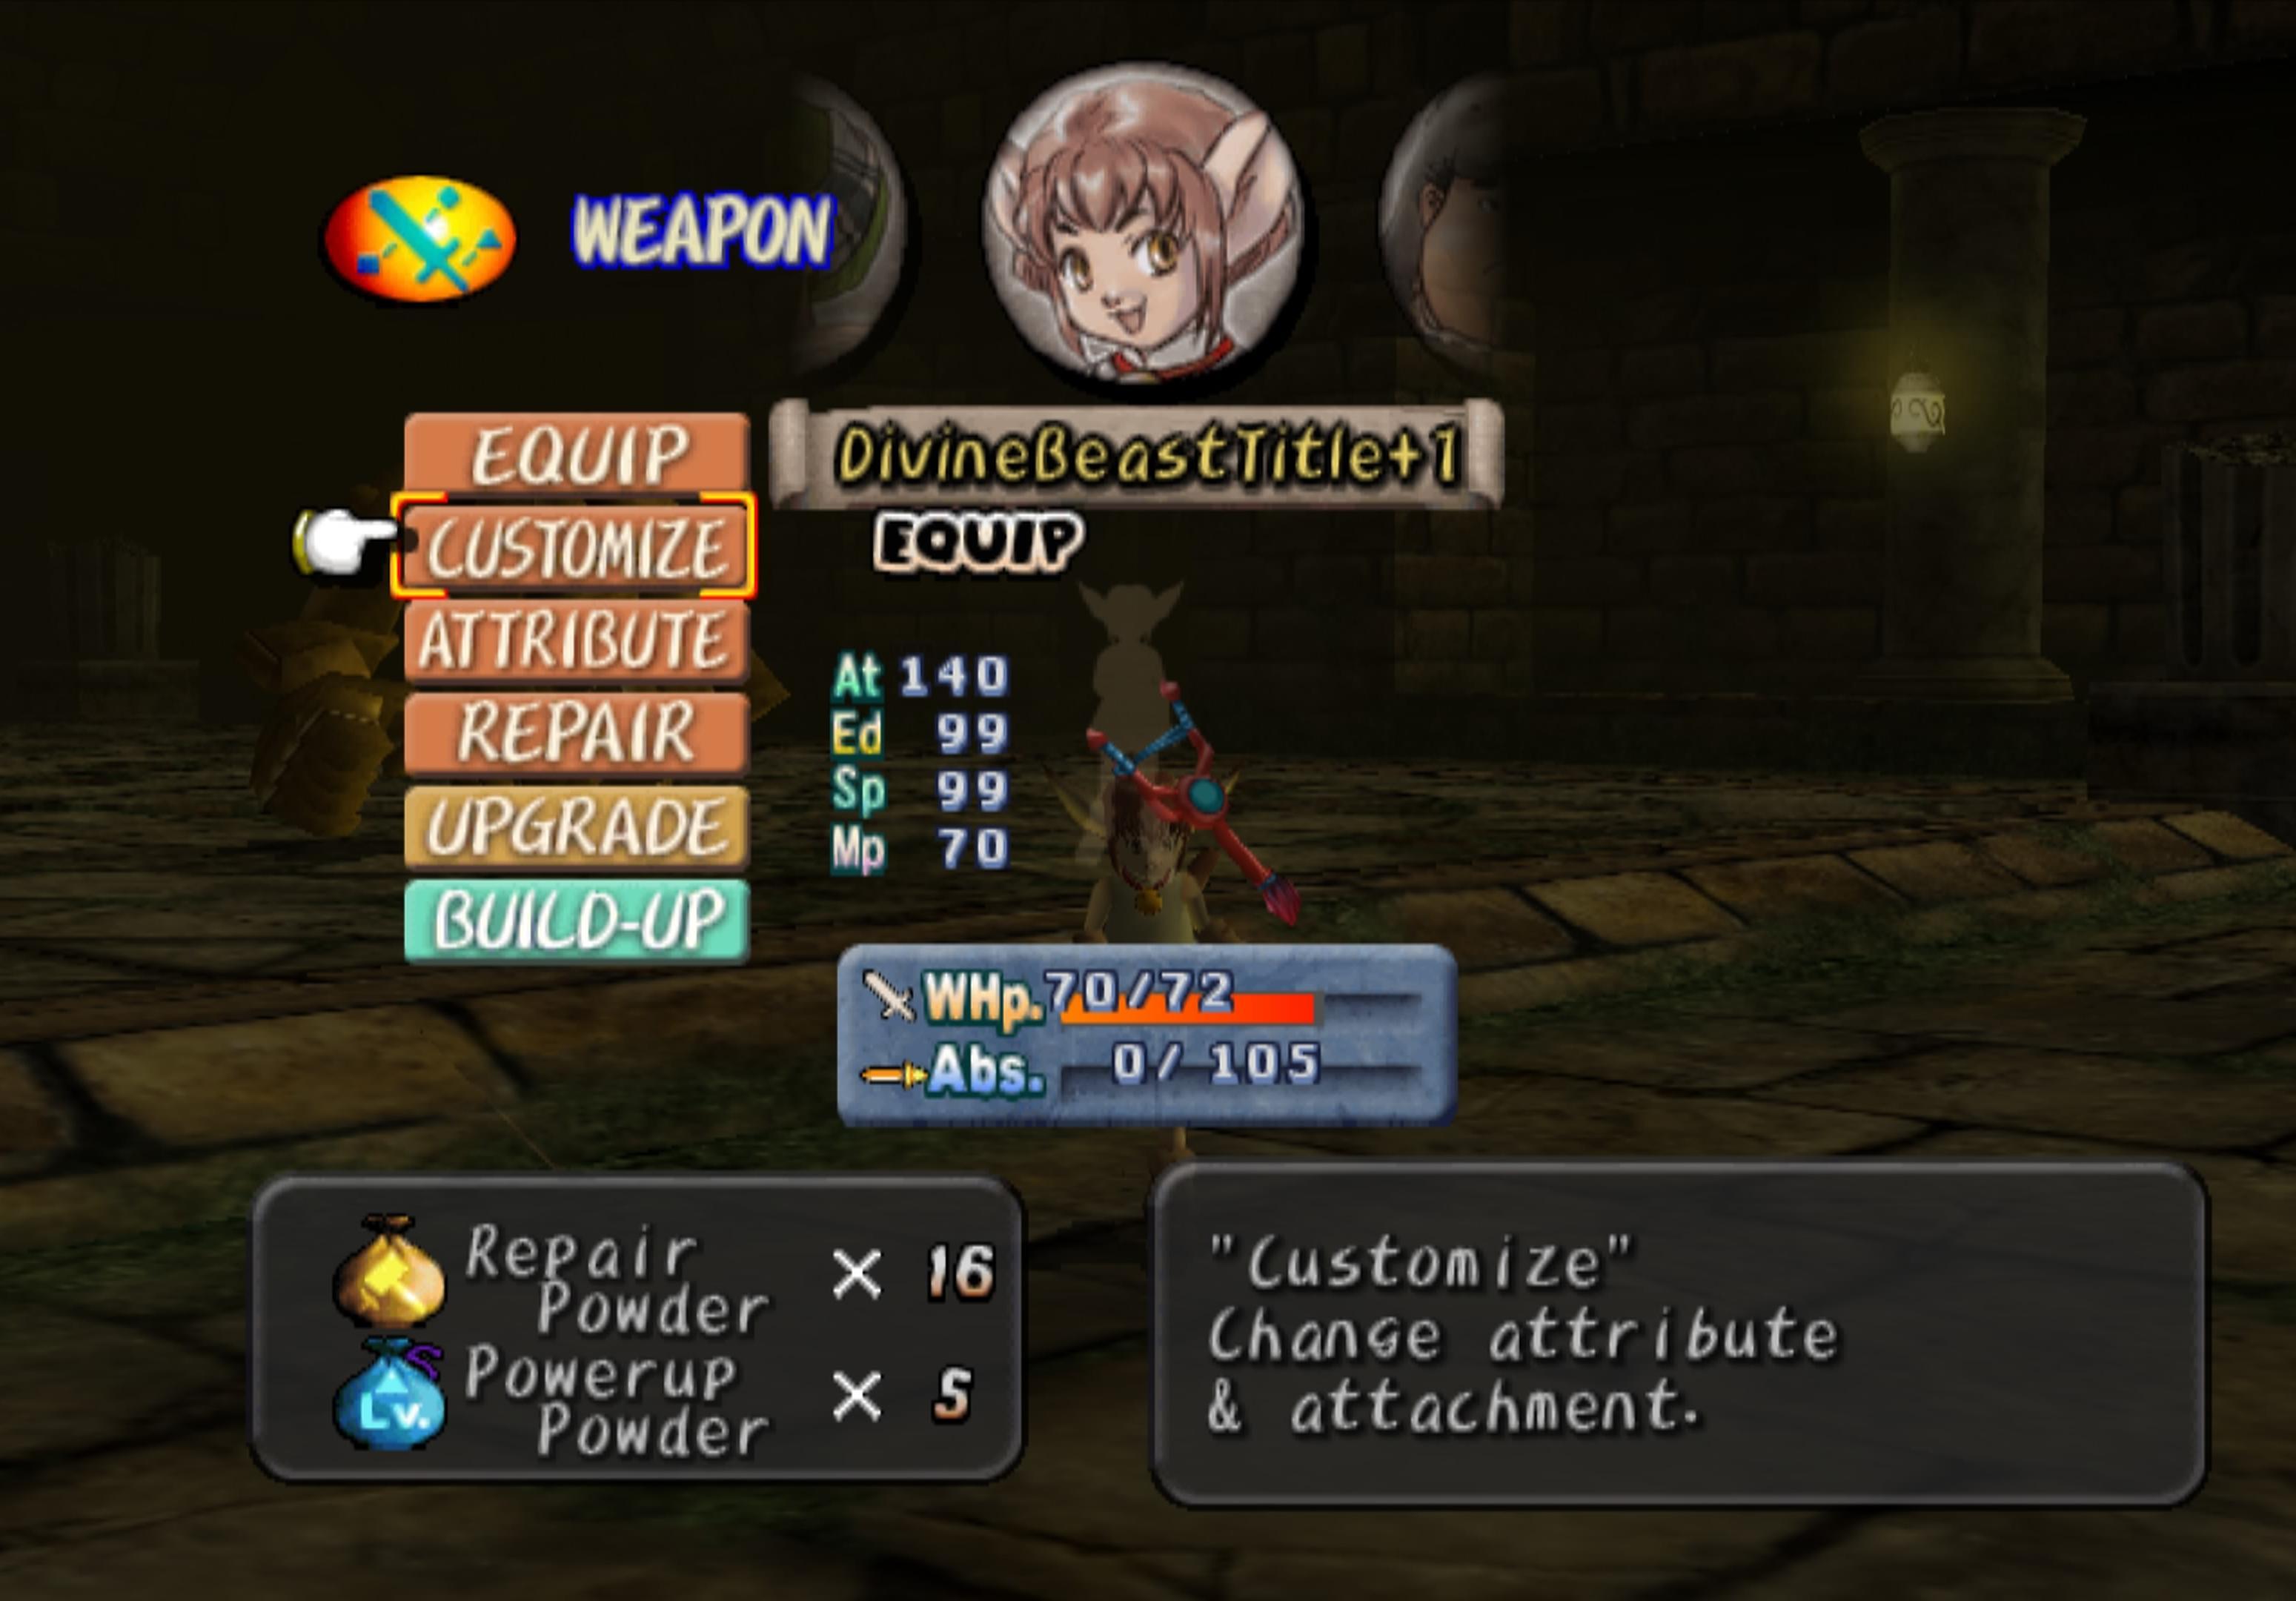 WEAPON
DivineBeastTitle+1
EQUIP
CUSTOMIZE
ATTRIBUTE
REPAIR
UPGRADE
BUILD-UP
EQUIP
At 140
Ed 99
Sp 99
Mp 70
WHp. 70/72
Abs. 0/ 105
Repair
Powder
× 16
Lv.
Powerup
Powder
× 5
"Customize"
Change attribute
& attachment.